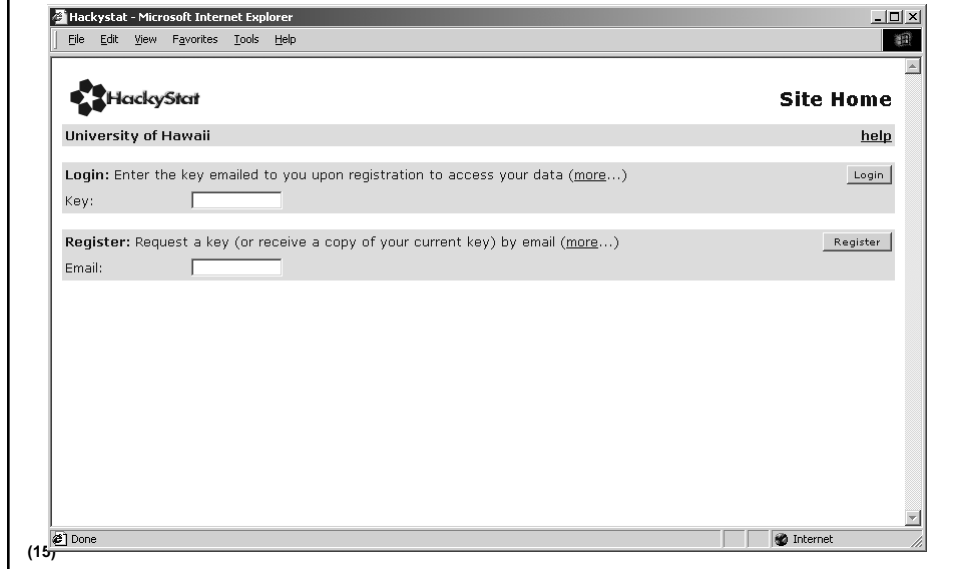 Hackystat - Microsoft Internet Explorer
File Edit View Favorites Tools Help
HackyStat
Site Home
University of Hawaii help
Login: Enter the key emailed to you upon registration to access your data (more...) Login
Key:
Register: Request a key (or receive a copy of your current key) by email (more...) Register
Email:
Done Internet
(15)